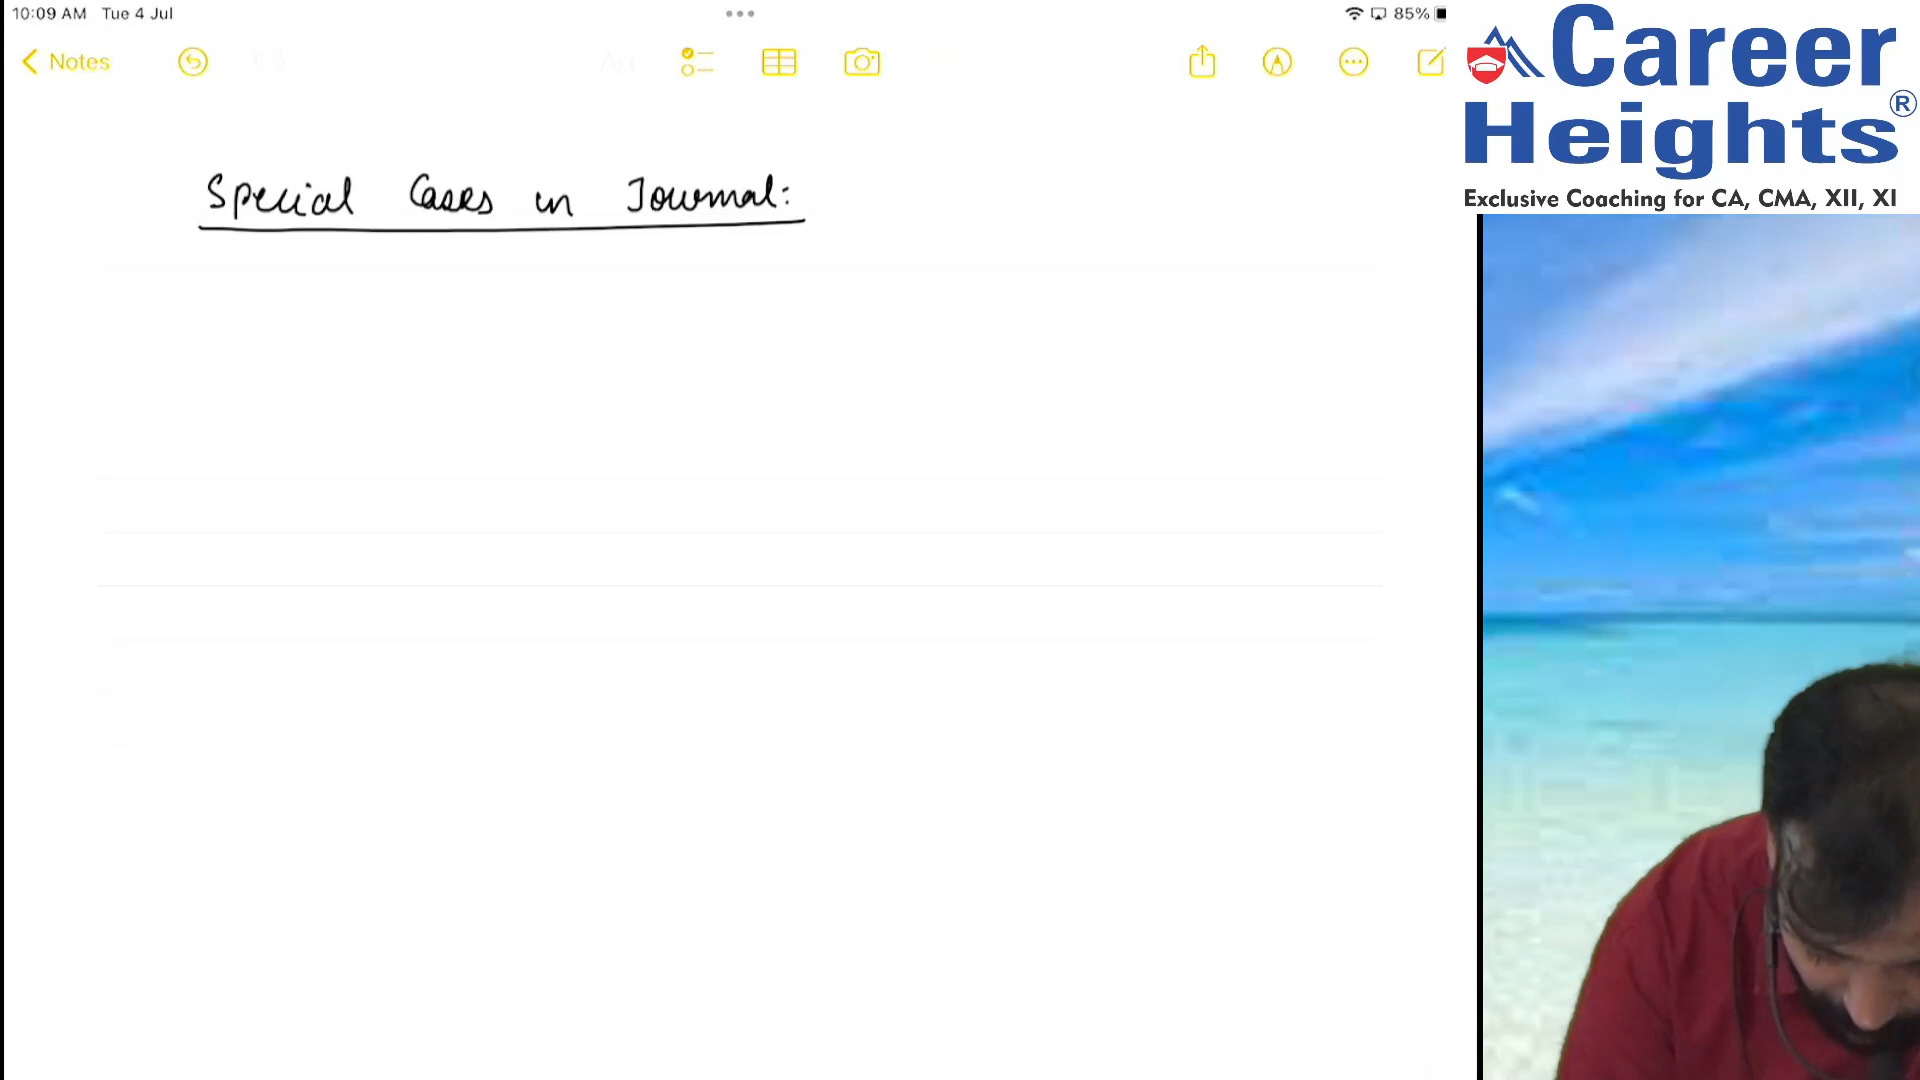 10:09 AM Tue 4 Jul
85%
Notes
Career
Heights®
Exclusive Coaching for CA, CMA, XII, XI
Special Cases in Journal: